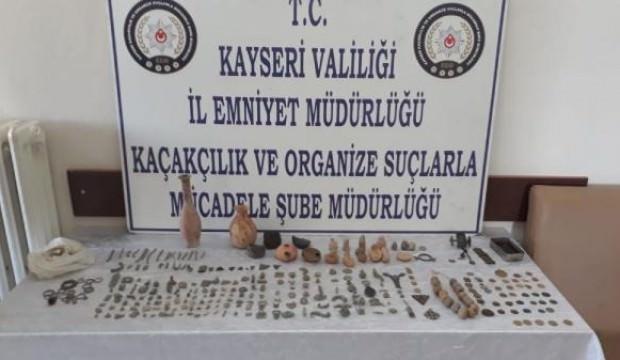 T.C.
KAYSERİ VALİLİĞİ
İL EMNİYET MÜDÜRLÜĞÜ
KAÇAKÇILIK VE ORGANİZE SUÇLARLA
MÜCADELE ŞUBE MÜDÜRLÜĞÜ